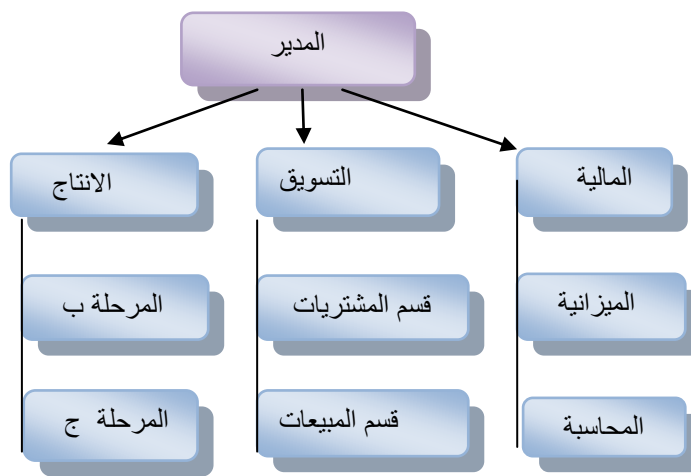 المدير
المالية
التسويق
الانتاج
الميزانية
قسم المشتريات
المرحلة ب
المحاسبة
قسم المبيعات
المرحلة ج